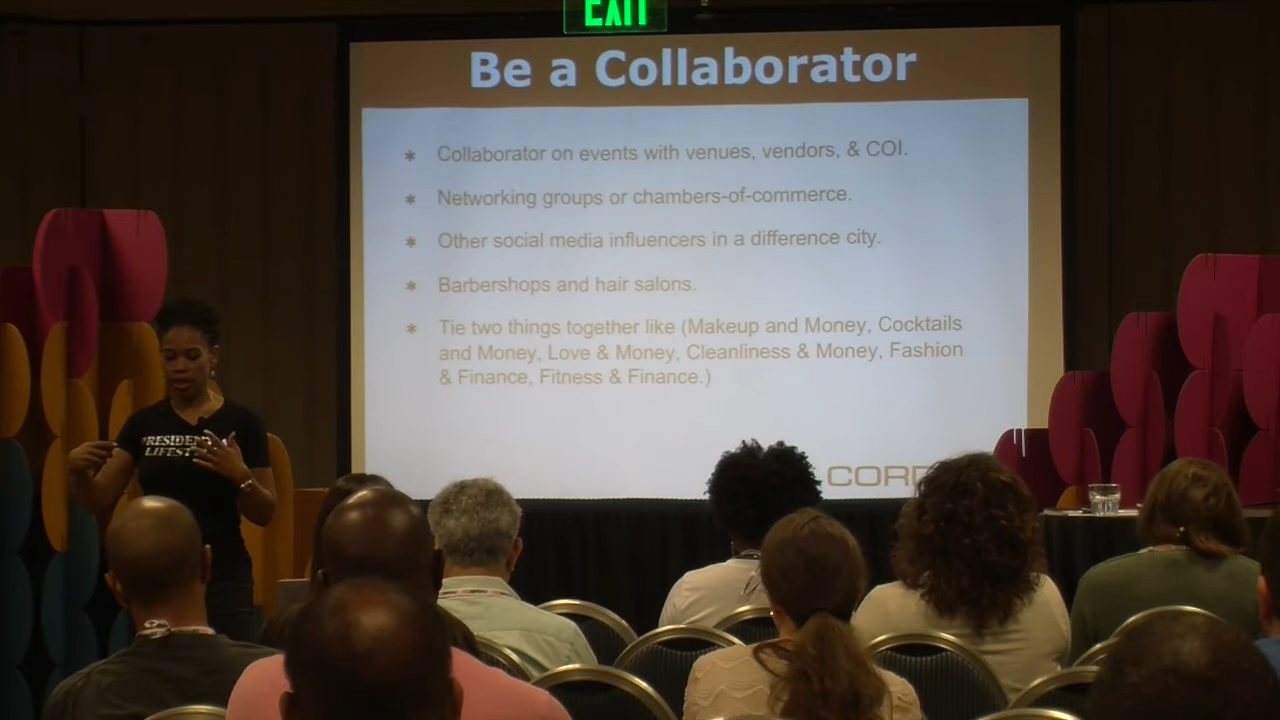 EXIT
Be a Collaborator
* Collaborator on events with venues, vendors, & COI.
* Networking groups or chambers-of-commerce.
* Other social media influencers in a difference city.
* Barbershops and hair salons.
* Tie two things together like (Makeup and Money, Cocktails
and Money, Love & Money, Cleanliness & Money, Fashion
& Finance, Fitness & Finance.)